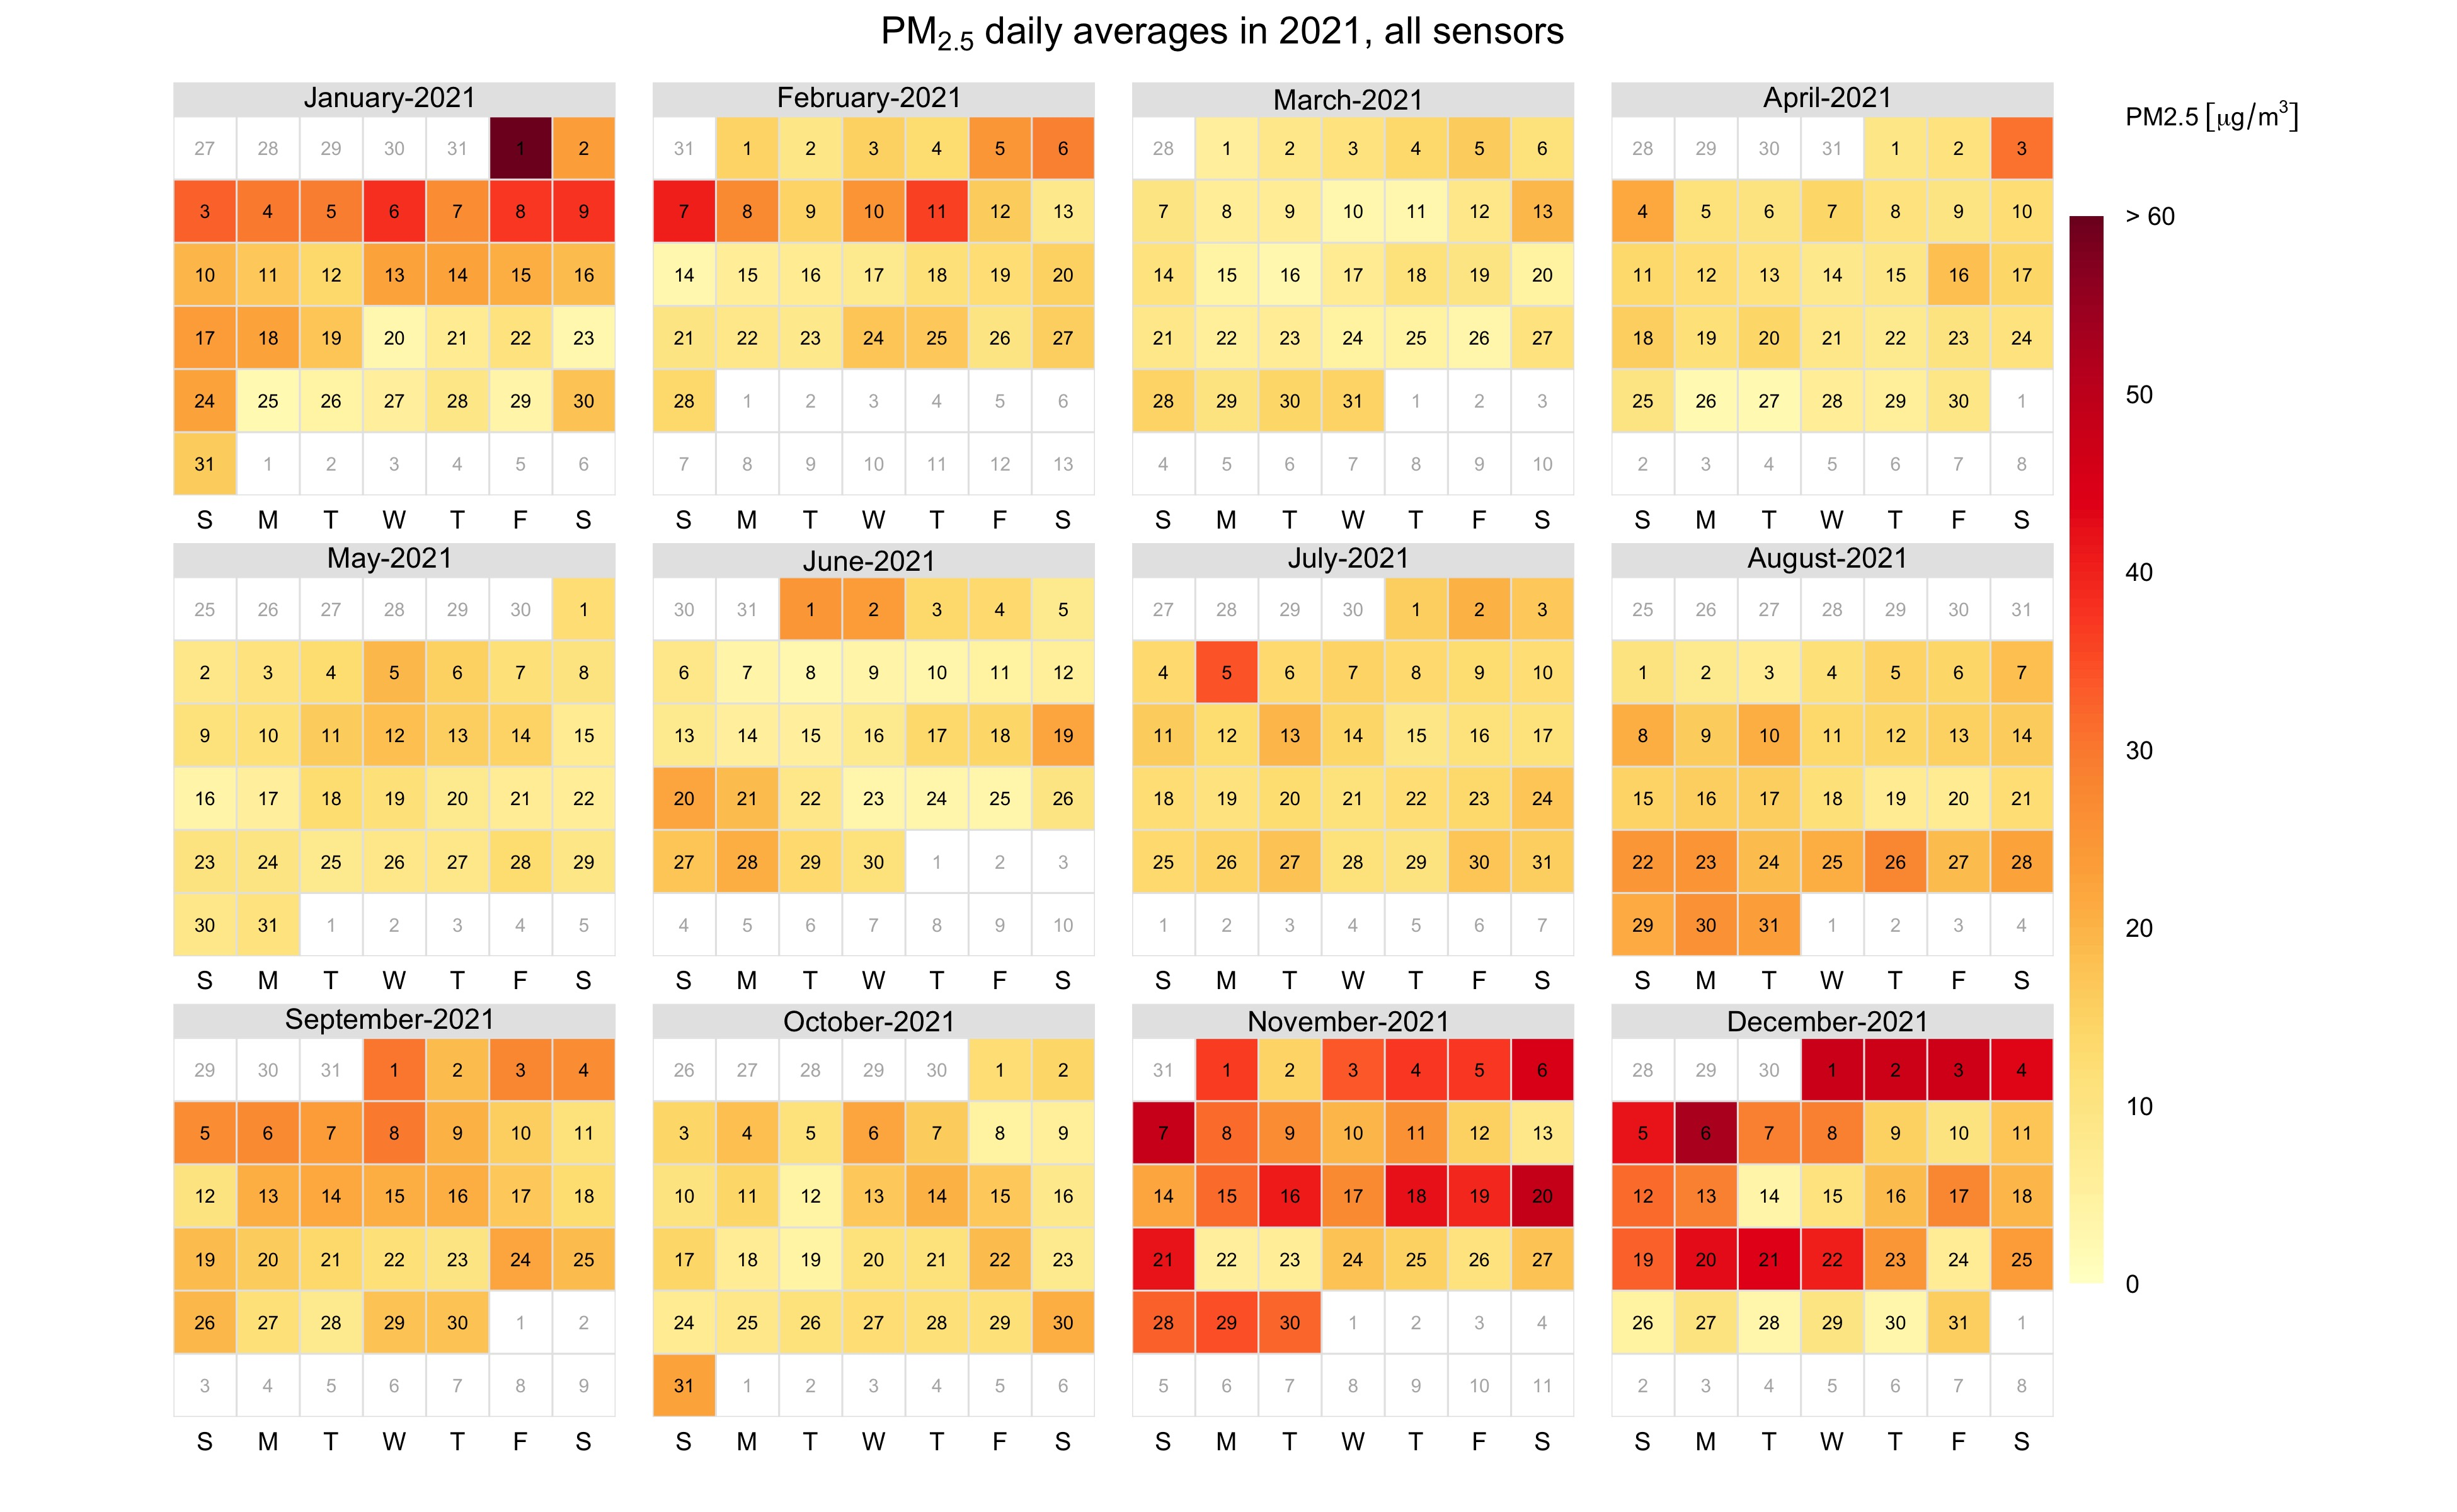 PM2.5 daily averages in 2021, all sensors
January-2021
27 28 29 30 31 1 2
3 4 5 6 7 8 9
10 11 12 13 14 15 16
17 18 19 20 21 22 23
24 25 26 27 28 29 30
31 1 2 3 4 5 6
S M T W T F S
February-2021
31 1 2 3 4 5 6
7 8 9 10 11 12 13
14 15 16 17 18 19 20
21 22 23 24 25 26 27
28 1 2 3 4 5 6
7 8 9 10 11 12 13
S M T W T F S
March-2021
28 1 2 3 4 5 6
7 8 9 10 11 12 13
14 15 16 17 18 19 20
21 22 23 24 25 26 27
28 29 30 31 1 2 3
4 5 6 7 8 9 10
S M T W T F S
April-2021
28 29 30 31 1 2 3
4 5 6 7 8 9 10
11 12 13 14 15 16 17
18 19 20 21 22 23 24
25 26 27 28 29 30 1
2 3 4 5 6 7 8
S M T W T F S
May-2021
25 26 27 28 29 30 1
2 3 4 5 6 7 8
9 10 11 12 13 14 15
16 17 18 19 20 21 22
23 24 25 26 27 28 29
30 31 1 2 3 4 5
S M T W T F S
June-2021
30 31 1 2 3 4 5
6 7 8 9 10 11 12
13 14 15 16 17 18 19
20 21 22 23 24 25 26
27 28 29 30 1 2 3
4 5 6 7 8 9 10
S M T W T F S
July-2021
27 28 29 30 1 2 3
4 5 6 7 8 9 10
11 12 13 14 15 16 17
18 19 20 21 22 23 24
25 26 27 28 29 30 31
1 2 3 4 5 6 7
S M T W T F S
August-2021
25 26 27 28 29 30 31
1 2 3 4 5 6 7
8 9 10 11 12 13 14
15 16 17 18 19 20 21
22 23 24 25 26 27 28
29 30 31 1 2 3 4
S M T W T F S
September-2021
29 30 31 1 2 3 4
5 6 7 8 9 10 11
12 13 14 15 16 17 18
19 20 21 22 23 24 25
26 27 28 29 30 1 2
3 4 5 6 7 8 9
S M T W T F S
October-2021
26 27 28 29 30 1 2
3 4 5 6 7 8 9
10 11 12 13 14 15 16
17 18 19 20 21 22 23
24 25 26 27 28 29 30
31 1 2 3 4 5 6
S M T W T F S
November-2021
31 1 2 3 4 5 6
7 8 9 10 11 12 13
14 15 16 17 18 19 20
21 22 23 24 25 26 27
28 29 30 1 2 3 4
5 6 7 8 9 10 11
S M T W T F S
December-2021
28 29 30 1 2 3 4
5 6 7 8 9 10 11
12 13 14 15 16 17 18
19 20 21 22 23 24 25
26 27 28 29 30 31 1
2 3 4 5 6 7 8
S M T W T F S
PM2.5 [μg/m³]
> 60
50
40
30
20
10
0